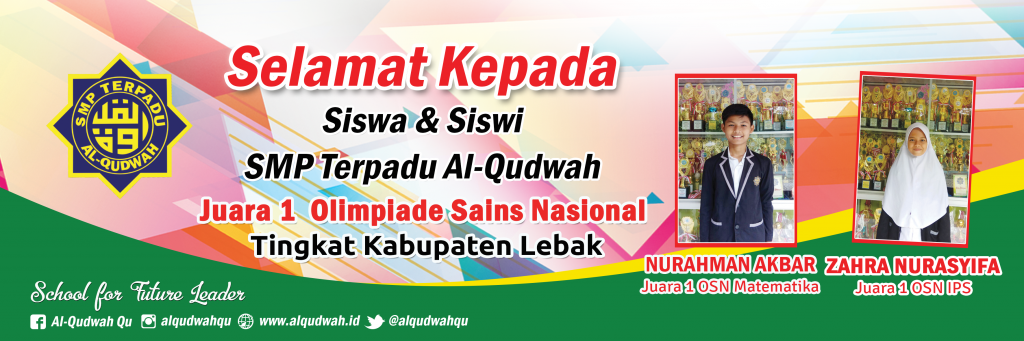 SMP TERPADU
القدوة
AL-QUDWAH
Selamat Kepada
Siswa & Siswi
SMP Terpadu Al-Qudwah
Juara 1 Olimpiade Sains Nasional
Tingkat Kabupaten Lebak
NURAHMAN AKBAR
Juara 1 OSN Matematika
ZAHRA NURASYIFA
Juara 1 OSN IPS
School for Future Leader
Al-Qudwah Qu alqudwahqu www.alqudwah.id @alqudwahqu